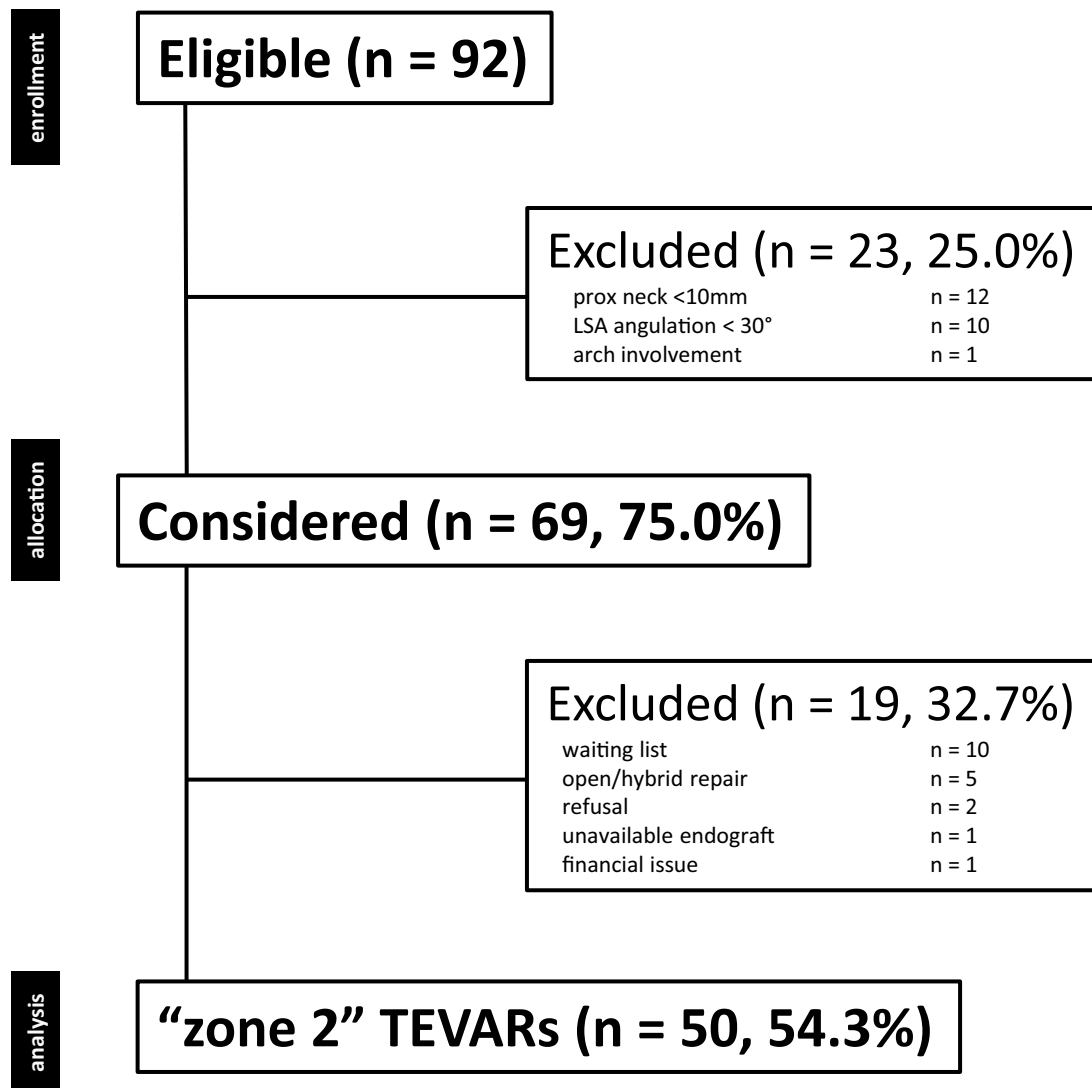 enrollment
Eligible (n = 92)
Excluded (n = 23, 25.0%)
prox neck <10mm n = 12
LSA angulation < 30° n = 10
arch involvement n = 1
allocation
Considered (n = 69, 75.0%)
Excluded (n = 19, 32.7%)
waiting list n = 10
open/hybrid repair n = 5
refusal n = 2
unavailable endograft n = 1
financial issue n = 1
analysis
“zone 2” TEVARs (n = 50, 54.3%)